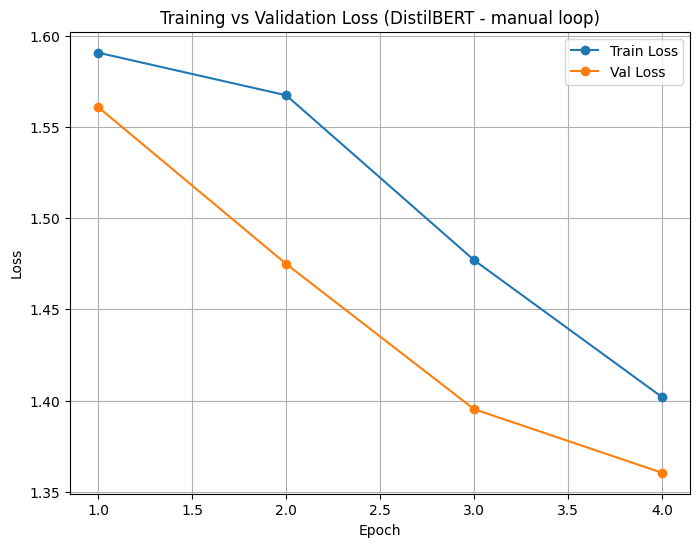 Training vs Validation Loss (DistilBERT - manual loop)
Train Loss
Val Loss
1.60
1.55
1.50
1.45
1.40
1.35
Loss
1.0 1.5 2.0 2.5 3.0 3.5 4.0
Epoch